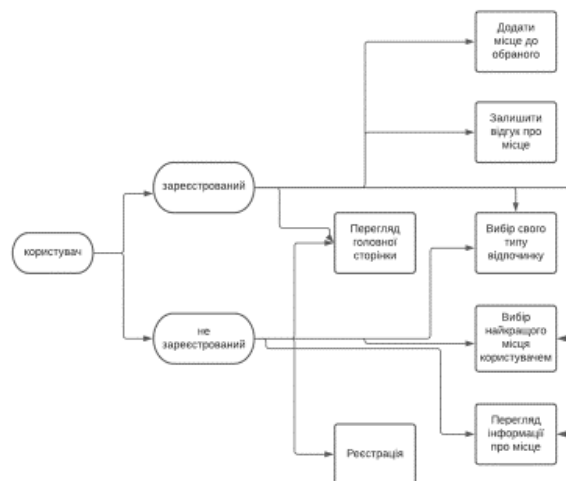 Додати
місце до
обраного
Залишити
відгук про
місце
зареєстрований
Перегляд
головної
сторінки
Вибір свого
типу
відпочинку
користувач
не
зареєстрований
Вибір
найкращого
місця
користувачем
Перегляд
інформації
про місце
Реєстрація